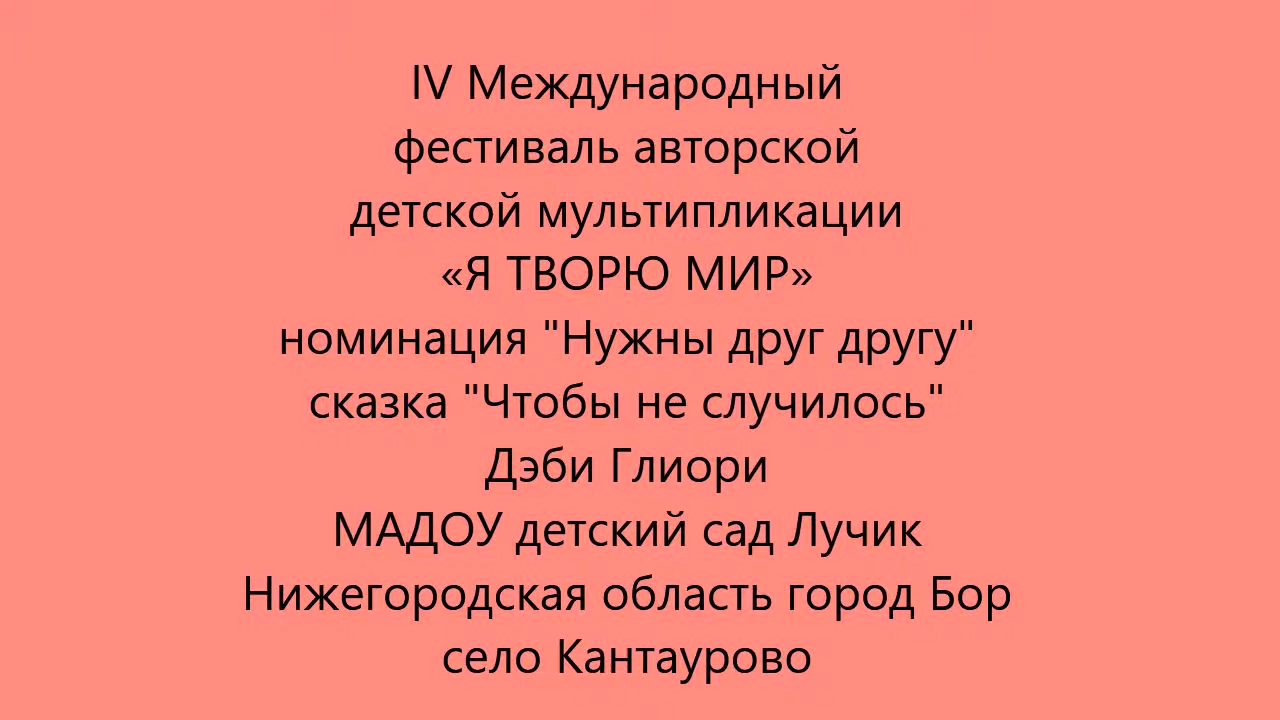 IV Международный
фестиваль авторской
детской мультипликации
«Я ТВОРЮ МИР»
номинация "Нужны друг другу"
сказка "Чтобы не случилось"
Дэби Глиори
МАДОУ детский сад Лучик
Нижегородская область город Бор
село Кантаурово